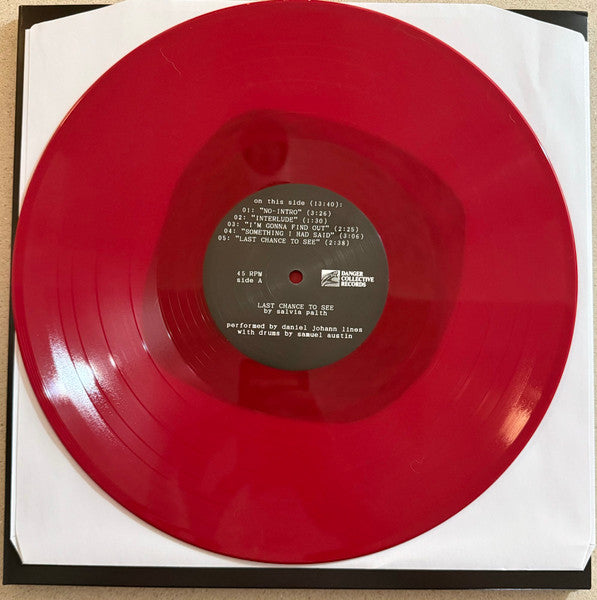 on this side (13:40):
01: "NO-INTRO" (3:26)
02: "INTERLUDE" (1:30)
03: "I'M GONNA FIND OUT" (2:25)
04: "SOMETHING I HAD SAID" (3:06)
05: "LAST CHANCE TO SEE" (2:38)
45 RPM
side A
DANGER
COLLECTIVE
RECORDS
LAST CHANCE TO SEE
by salvia palth
performed by daniel johann lines
with drums by samuel austin